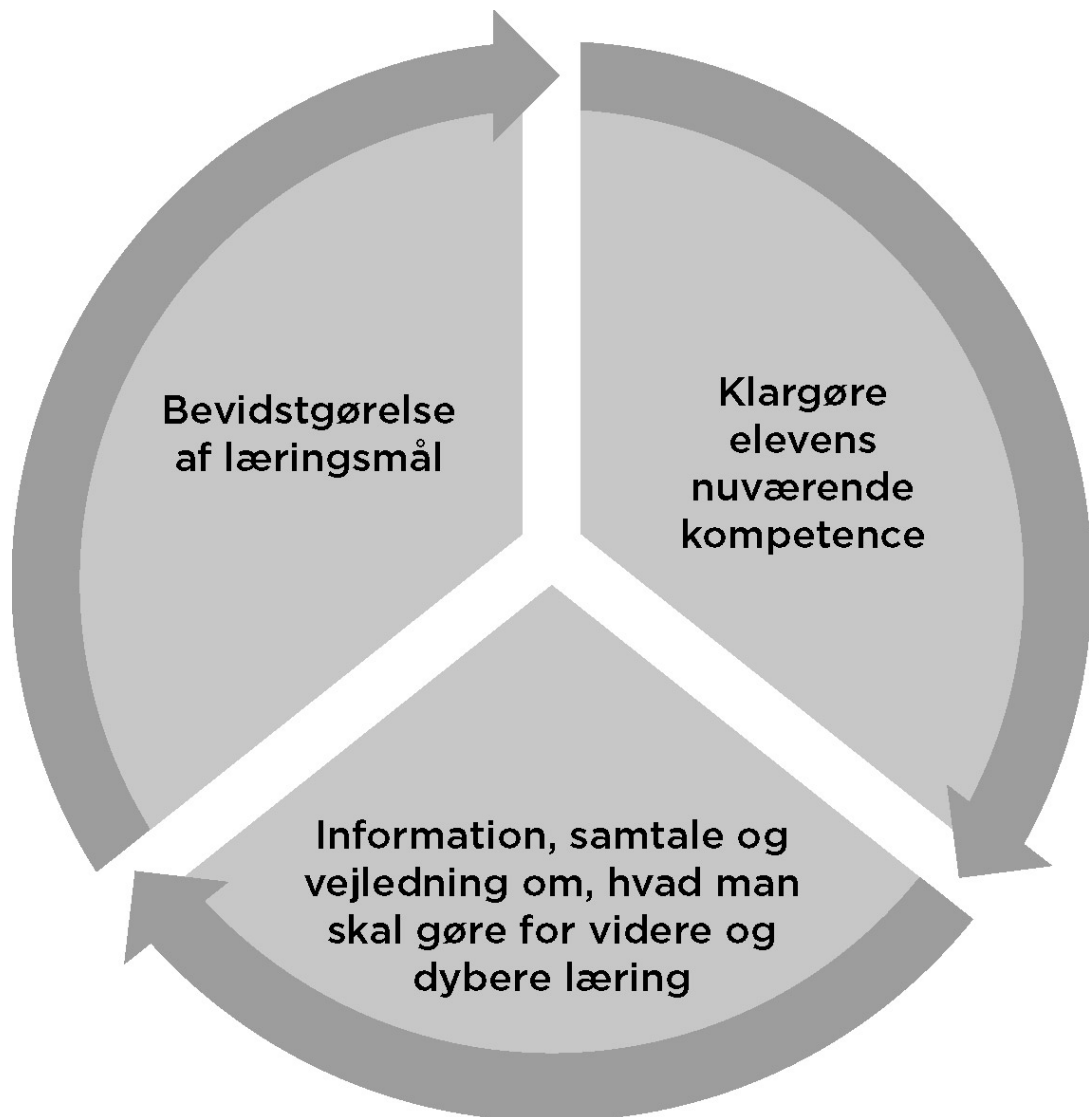 Bevidstgørelse
af læringsmål
Klargøre
elevens
nuværende
kompetence
Information, samtale og
vejledning om, hvad man
skal gøre for videre og
dybere læring